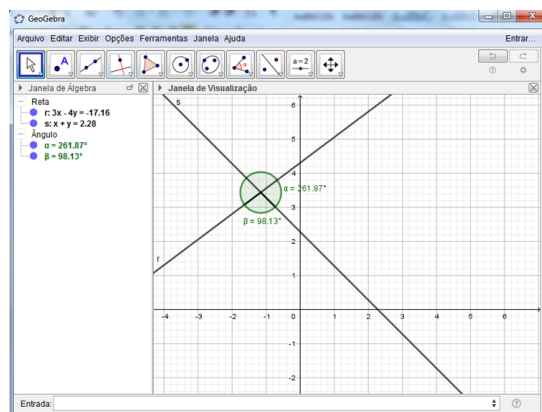 GeoGebra
Arquivo Editar Exibir Opções Ferramentas Janela Ajuda
Entrar...
A
a=2
Janela de Álgebra
Janela de Visualização
Reta
r: 3x - 4y = -17.16
s: x + y = 2.28
Ângulo
α = 261.87°
β = 98.13°
s
6
5
4
α = 261.87°
3
β = 98.13°
2
r
1
-4 -3 -2 -1 0 1 2 3 4 5 6
-1
-2
Entrada: